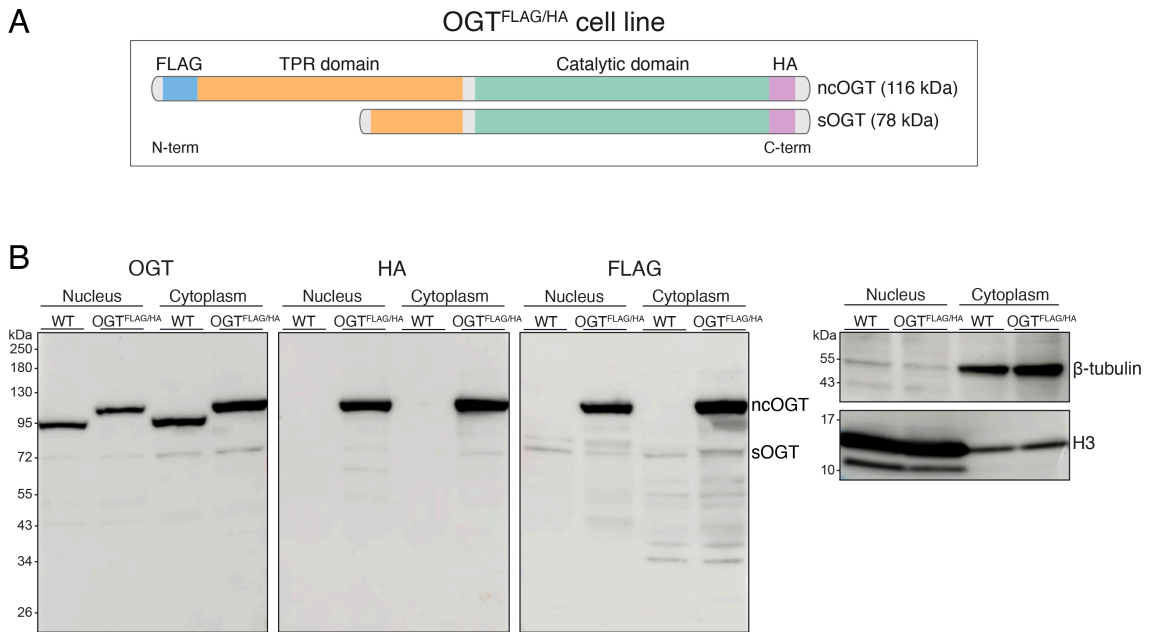 A
OGTFLAG/HA cell line
FLAG TPR domain Catalytic domain HA
ncOGT (116 kDa)
sOGT (78 kDa)
N-term C-term
B
OGT HA FLAG
Nucleus Cytoplasm Nucleus Cytoplasm Nucleus Cytoplasm Nucleus Cytoplasm
WT OGTFLAG/HA WT OGTFLAG/HA WT OGTFLAG/HA WT OGTFLAG/HA WT OGTFLAG/HA WT OGTFLAG/HA WT OGTFLAG/HA WT OGTFLAG/HA
kDa
250
180
130
95
72
55
43
34
26
ncOGT
sOGT
kDa
55
43
β-tubulin
17
10
H3